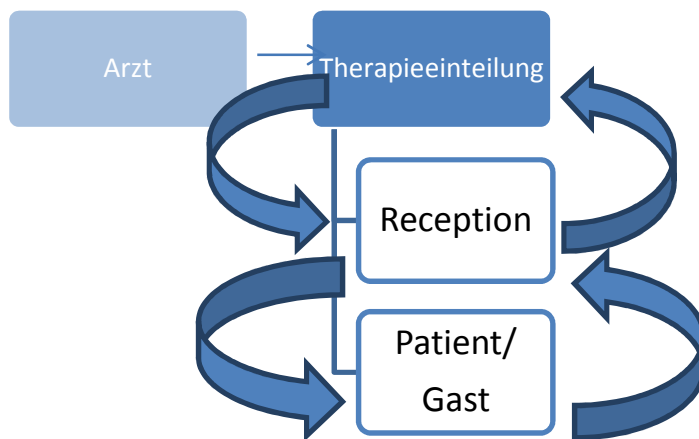 Arzt
Therapieeinteilung
Reception
Patient/
Gast